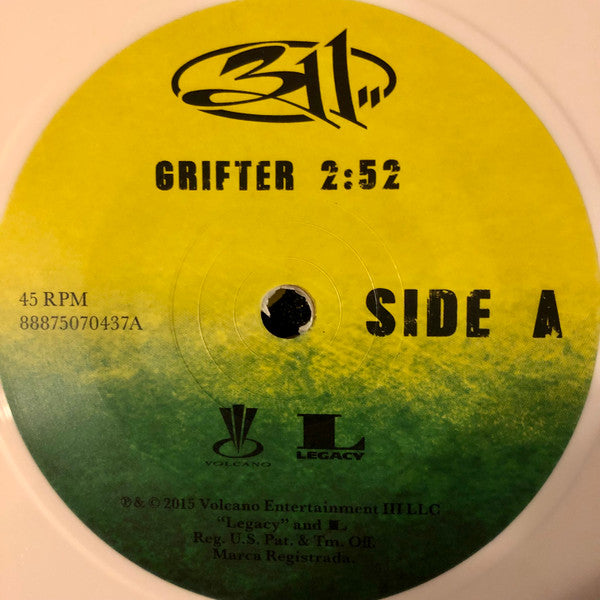 311
GRIFTER 2:52
45 RPM
88875070437A
SIDE A
VOLCANO
L
LEGACY
℗& © 2015 Volcano Entertainment III LLC
"Legacy" and L
Reg. U.S. Pat. & Tm. Off.
Marca Registrada.